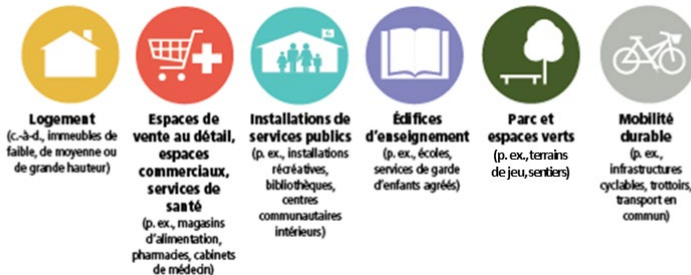 Logement
(c.-à-d., immeubles de
faible, de moyenne ou
de grande hauteur)
Espaces de
vente au détail,
espaces
commerciaux,
services de
santé
(p. ex., magasins
d'alimentation,
pharmacies, cabinets
de médecin)
Installations de
services publics
(p. ex., installations
récréatives,
bibliothèques,
centres
communautaires
intérieurs)
Édifices
d'enseignement
(p. ex., écoles,
services de garde
d'enfants agréés)
Parc et
espaces verts
(p. ex., terrains
de jeu, sentiers)
Mobilité
durable
(p. ex.,
infrastructures
cyclables, trottoirs,
transport en
commun)